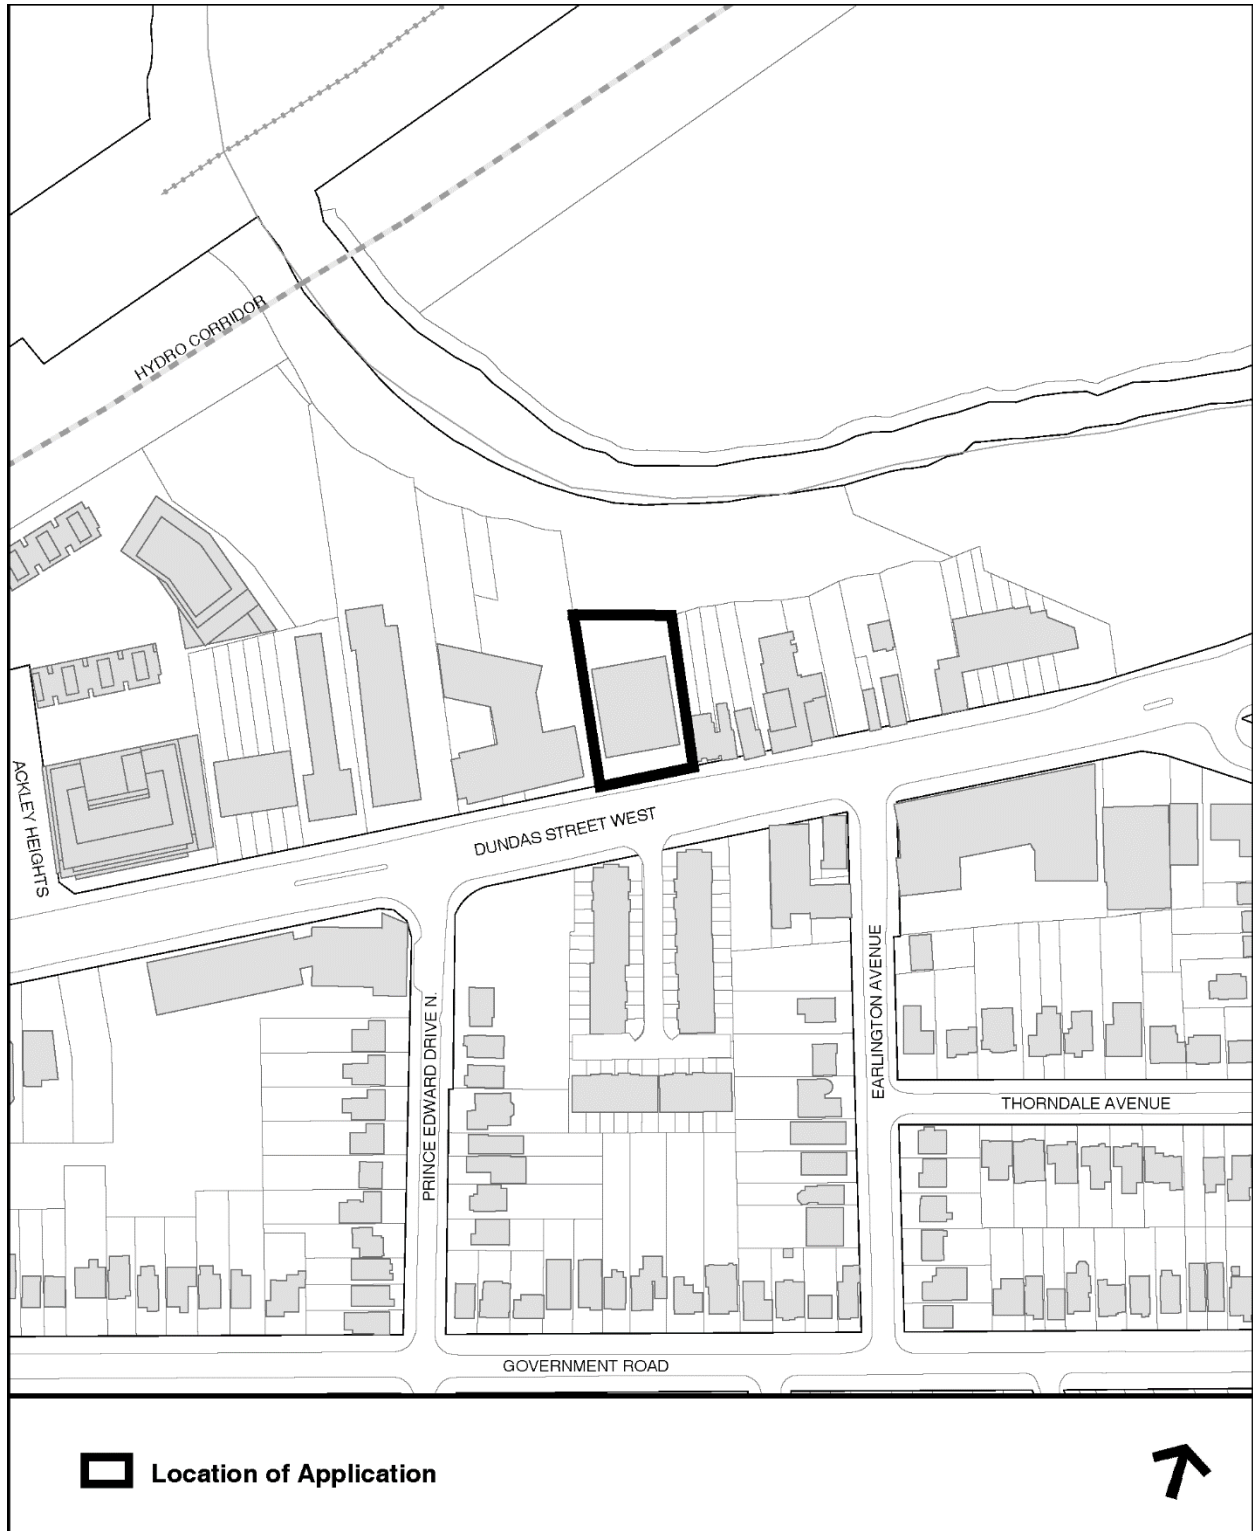 HYDRO CORRIDOR
ACKLEY HEIGHTS
DUNDAS STREET WEST
PRINCE EDWARD DRIVE N.
EARLINGTON AVENUE
THORNDALE AVENUE
GOVERNMENT ROAD
Location of Application